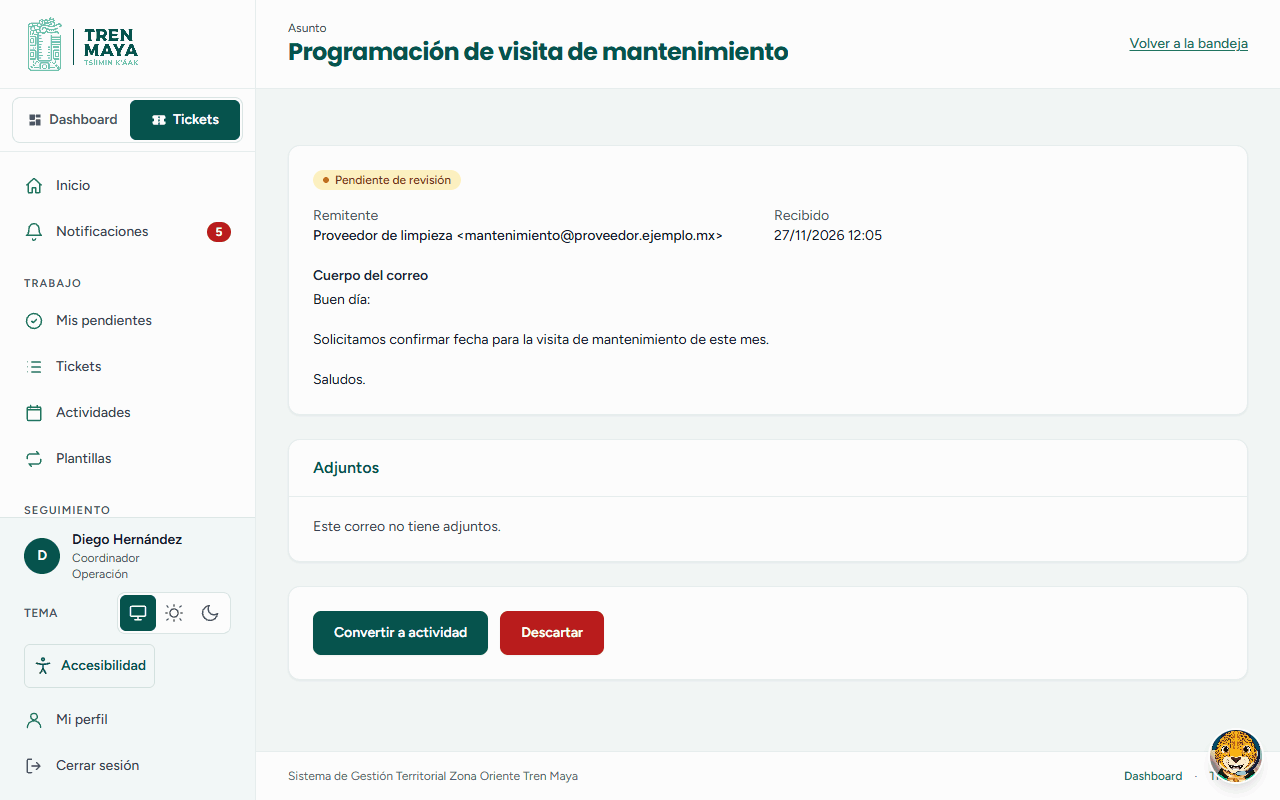 TREN
MAYA
TSÍIMIN K'ÁAK
Dashboard
Tickets
Inicio
Notificaciones
5
TRABAJO
Mis pendientes
Tickets
Actividades
Plantillas
SEGUIMIENTO
D
Diego Hernández
Coordinador
Operación
TEMA
Accesibilidad
Mi perfil
Cerrar sesión
Asunto
Programación de visita de mantenimiento
Volver a la bandeja
Pendiente de revisión
Remitente
Proveedor de limpieza <mantenimiento@proveedor.ejemplo.mx>
Recibido
27/11/2026 12:05
Cuerpo del correo
Buen día:
Solicitamos confirmar fecha para la visita de mantenimiento de este mes.
Saludos.
Adjuntos
Este correo no tiene adjuntos.
Convertir a actividad
Descartar
Sistema de Gestión Territorial Zona Oriente Tren Maya
Dashboard ·